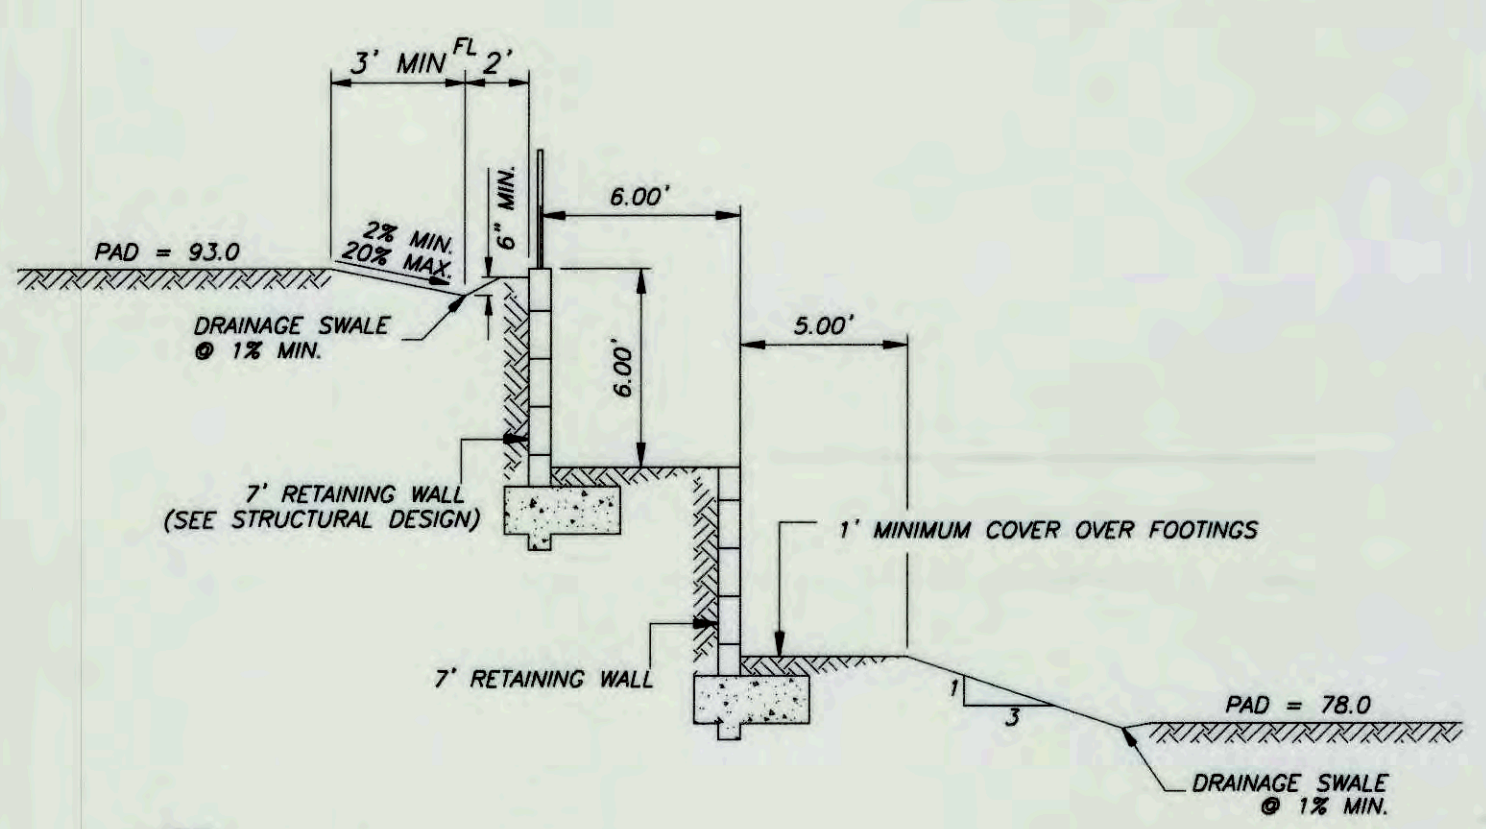 FL
3' MIN 2'
6" MIN.
6.00'
2% MIN.
20% MAX.
PAD = 93.0
DRAINAGE SWALE
@ 1% MIN.
6.00'
5.00'
7' RETAINING WALL
(SEE STRUCTURAL DESIGN)
1' MINIMUM COVER OVER FOOTINGS
7' RETAINING WALL
1
3
PAD = 78.0
DRAINAGE SWALE
@ 1% MIN.